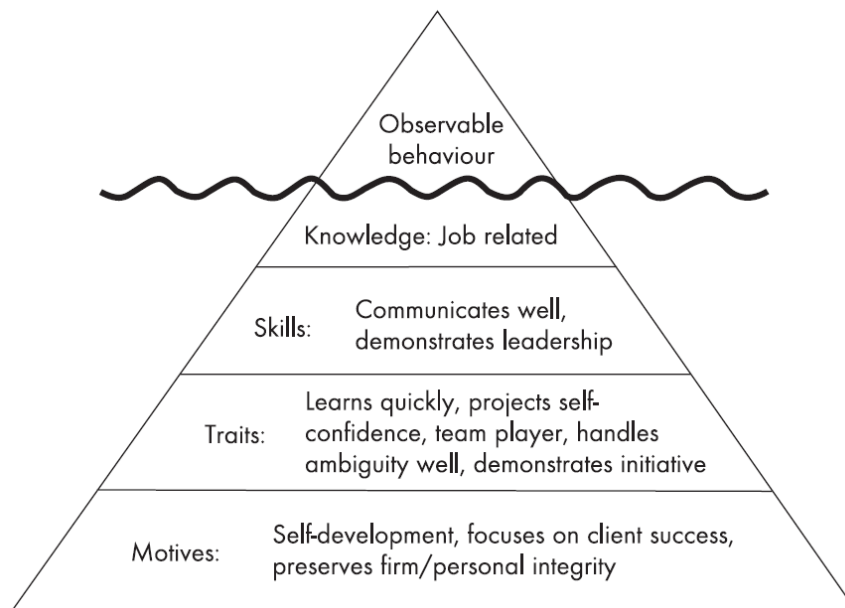 Observable
behaviour
Knowledge: Job related
Skills: Communicates well,
demonstrates leadership
Traits: Learns quickly, projects self-
confidence, team player, handles
ambiguity well, demonstrates initiative
Motives: Self-development, focuses on client success,
preserves firm/personal integrity